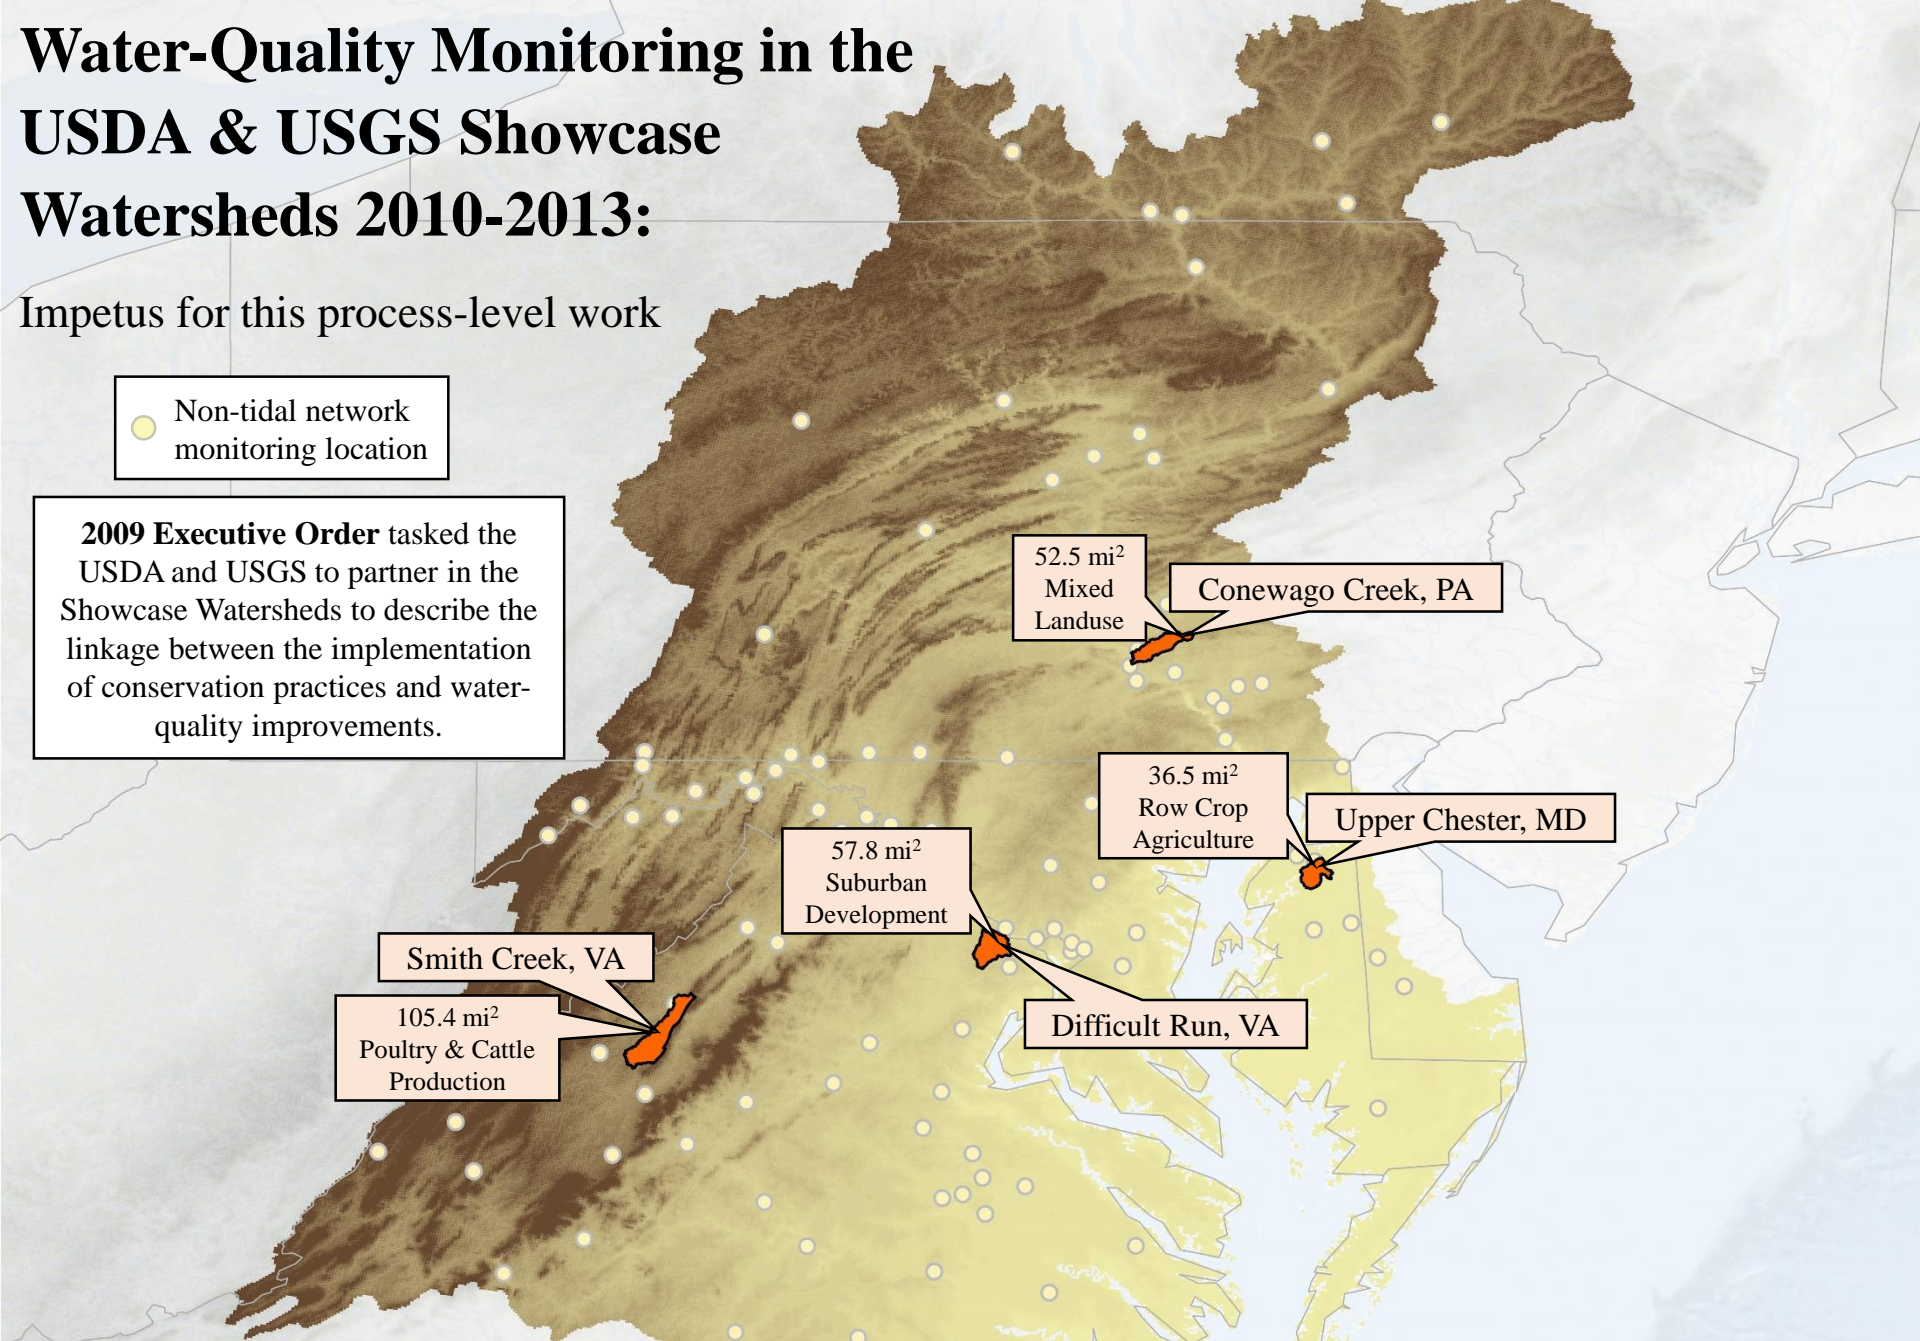 Water-Quality Monitoring in the
USDA & USGS Showcase
Watersheds 2010-2013:
Impetus for this process-level work
Non-tidal network
monitoring location
2009 Executive Order tasked the
USDA and USGS to partner in the
Showcase Watersheds to describe the
linkage between the implementation
of conservation practices and water-
quality improvements.
52.5 mi²
Mixed
Landuse
Conewago Creek, PA
36.5 mi²
Row Crop
Agriculture
Upper Chester, MD
57.8 mi²
Suburban
Development
Smith Creek, VA
105.4 mi²
Poultry & Cattle
Production
Difficult Run, VA